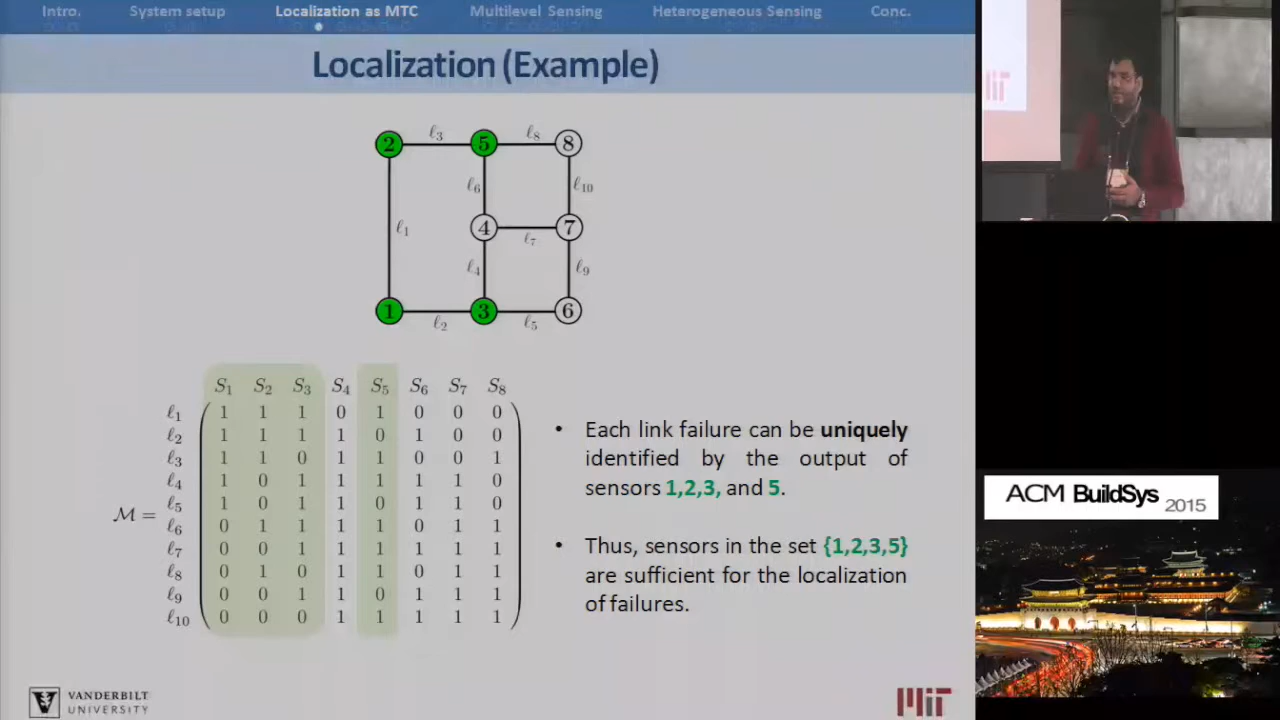 Intro. System setup Localization as MTC Multilevel Sensing Heterogeneous Sensing Conc.
Localization (Example)
2 ℓ3 5 ℓ8 8
ℓ6 ℓ10
ℓ1 4 ℓ7 7
ℓ4 ℓ9
1 ℓ2 3 ℓ5 6
S1 S2 S3 S4 S5 S6 S7 S8
ℓ1 1 1 1 0 1 0 0 0
ℓ2 1 1 1 1 0 1 0 0
ℓ3 1 1 0 1 1 0 0 1
ℓ4 1 0 1 1 1 1 1 0
ℓ5 1 0 1 1 0 1 1 0
M = ℓ6 0 1 1 1 1 0 1 1
ℓ7 0 0 1 1 1 1 1 1
ℓ8 0 1 0 1 1 0 1 1
ℓ9 0 0 1 1 0 1 1 1
ℓ10 0 0 0 1 1 1 1 1
• Each link failure can be uniquely
identified by the output of
sensors 1,2,3, and 5.
• Thus, sensors in the set {1,2,3,5}
are sufficient for the localization
of failures.
V VANDERBILT
UNIVERSITY
MIT
MIT
ACM BuildSys 2015